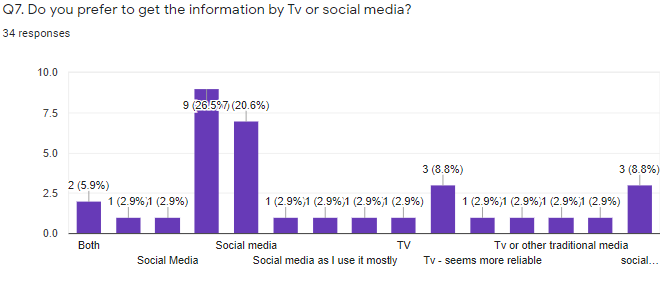 Q7. Do you prefer to get the information by Tv or social media?
34 responses
10.0
7.5
5.0
2.5
0.0
2 (5.9%)
1 (2.9%)
1 (2.9%)
9 (26.5%)
7 (20.6%)
1 (2.9%)
1 (2.9%)
1 (2.9%)
1 (2.9%)
3 (8.8%)
1 (2.9%)
1 (2.9%)
1 (2.9%)
1 (2.9%)
3 (8.8%)
Both
Social media
TV
Tv or other traditional media
Social Media
Social media as I use it mostly
Tv - seems more reliable
social...